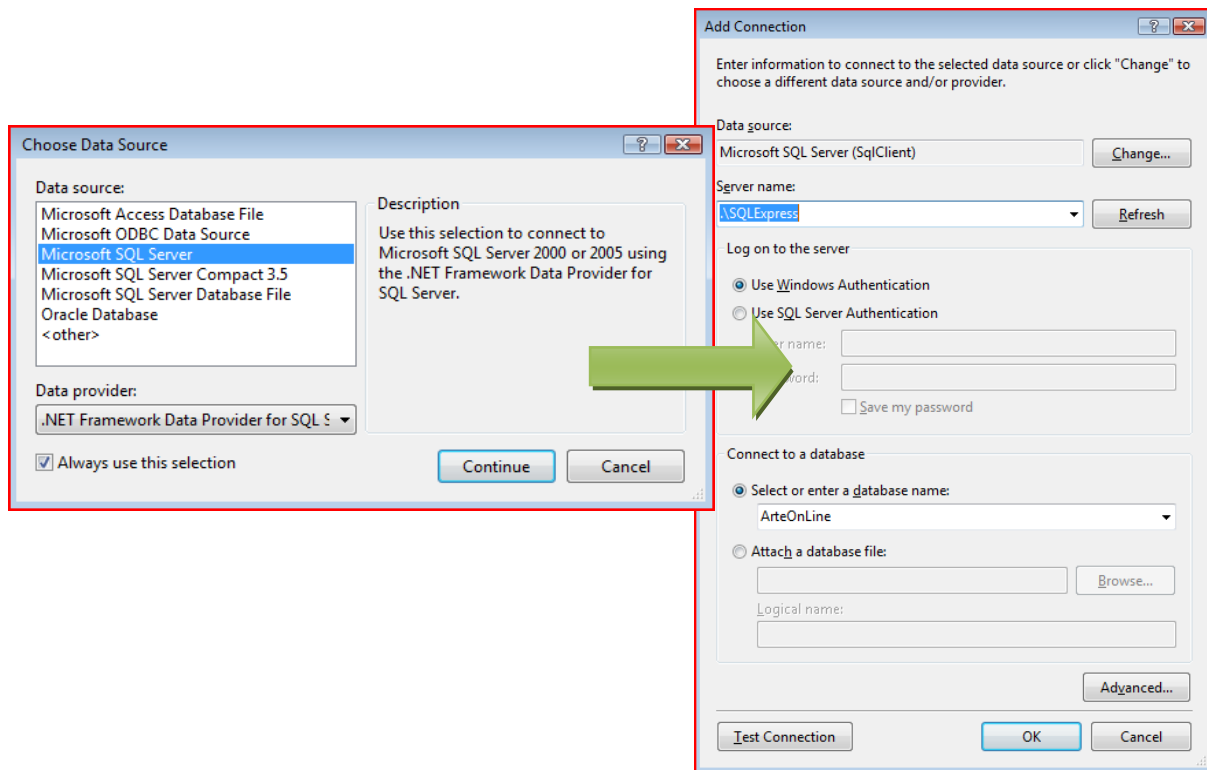 Choose Data Source
Data source:
Microsoft Access Database File
Microsoft ODBC Data Source
Microsoft SQL Server
Microsoft SQL Server Compact 3.5
Microsoft SQL Server Database File
Oracle Database
<other>
Data provider:
.NET Framework Data Provider for SQL S
Always use this selection
Description
Use this selection to connect to
Microsoft SQL Server 2000 or 2005 using
the .NET Framework Data Provider for
SQL Server.
Continue
Cancel
Add Connection
Enter information to connect to the selected data source or click "Change" to
choose a different data source and/or provider.
Data source:
Microsoft SQL Server (SqlClient)
Change...
Server name:
.\SQLExpress
Refresh
Log on to the server
Use Windows Authentication
Use SQL Server Authentication
er name:
word:
Save my password
Connect to a database
Select or enter a database name:
ArteOnLine
Attach a database file:
Browse...
Logical name:
Advanced...
Test Connection
OK
Cancel